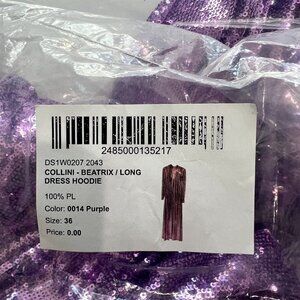 2485000135217
DS1W0207 2043
COLLINI - BEATRIX / LONG
DRESS HOODIE
100% PL
Color: 0014 Purple
Size: 36
Price: 0.00